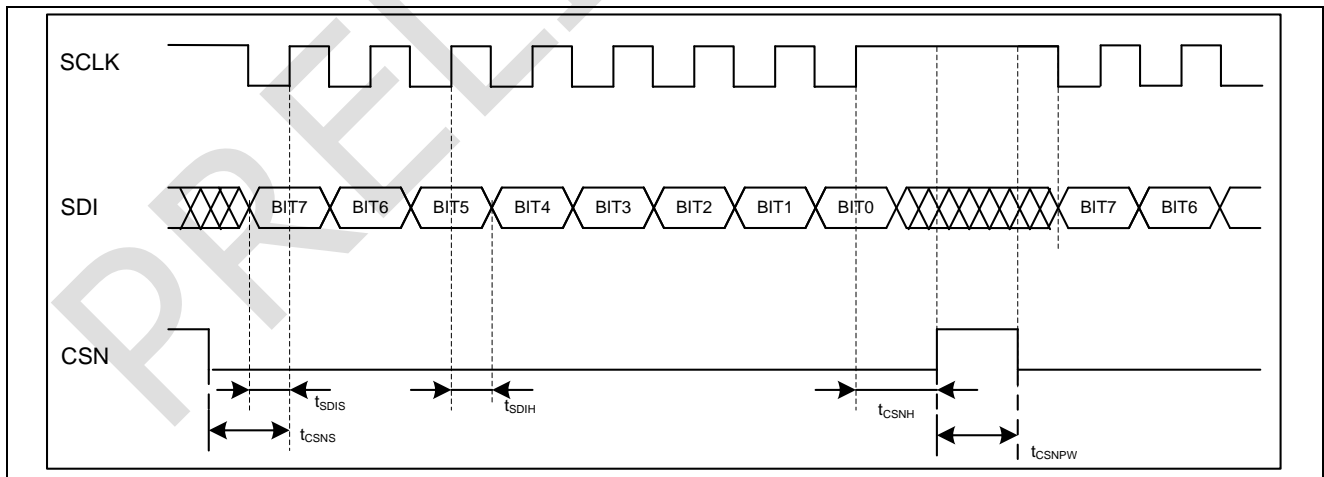 PREL
SCLK
SDI
BIT7 BIT6 BIT5 BIT4 BIT3 BIT2 BIT1 BIT0 BIT7 BIT6
CSN
tSDIS
tSDIH
tCSNH
tCSNS
tCSNPW